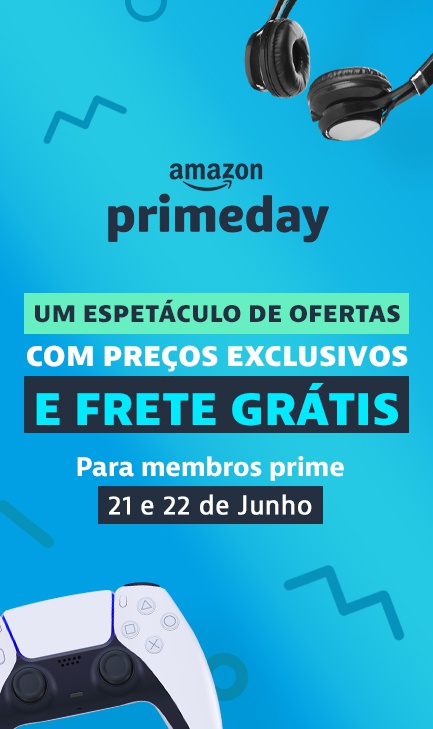 amazon
primeday
UM ESPETÁCULO DE OFERTAS
COM PREÇOS EXCLUSIVOS
E FRETE GRÁTIS
Para membros prime
21 e 22 de Junho